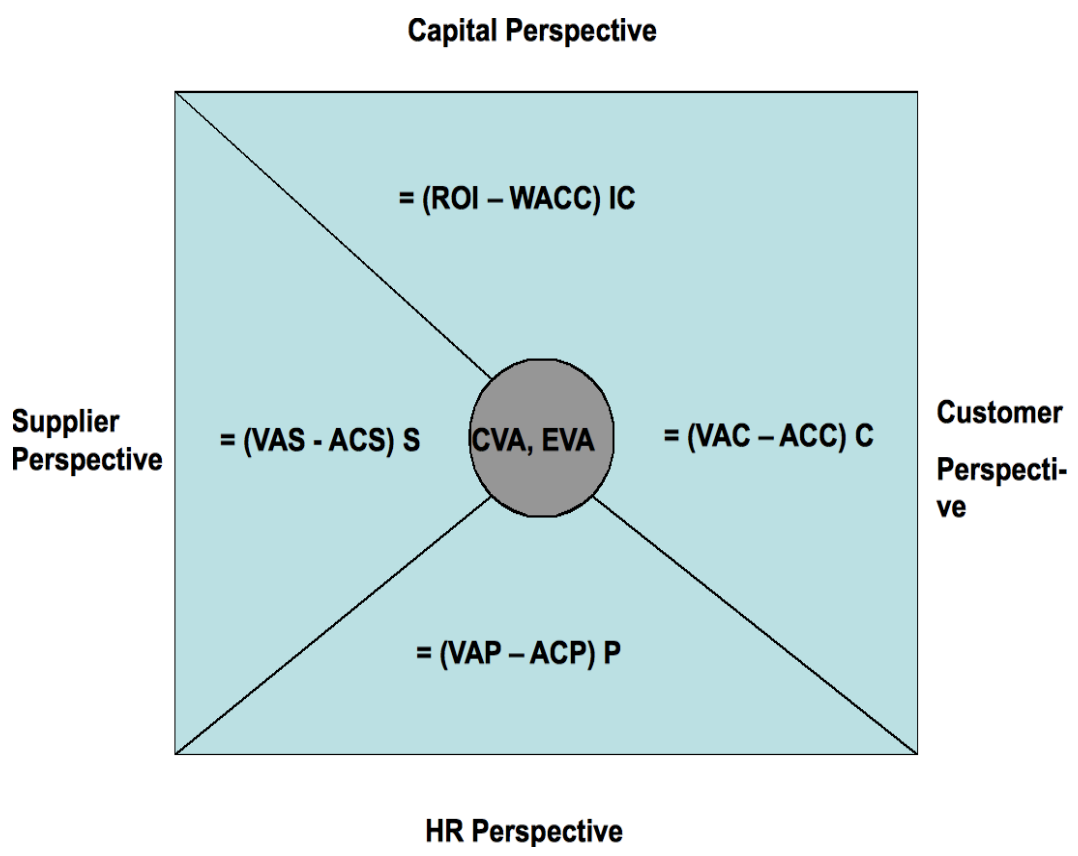 Capital Perspective
= (ROI – WACC) IC
Supplier
Perspective
= (VAS - ACS) S
CVA, EVA
= (VAC – ACC) C
Customer
Perspecti-
ve
= (VAP – ACP) P
HR Perspective